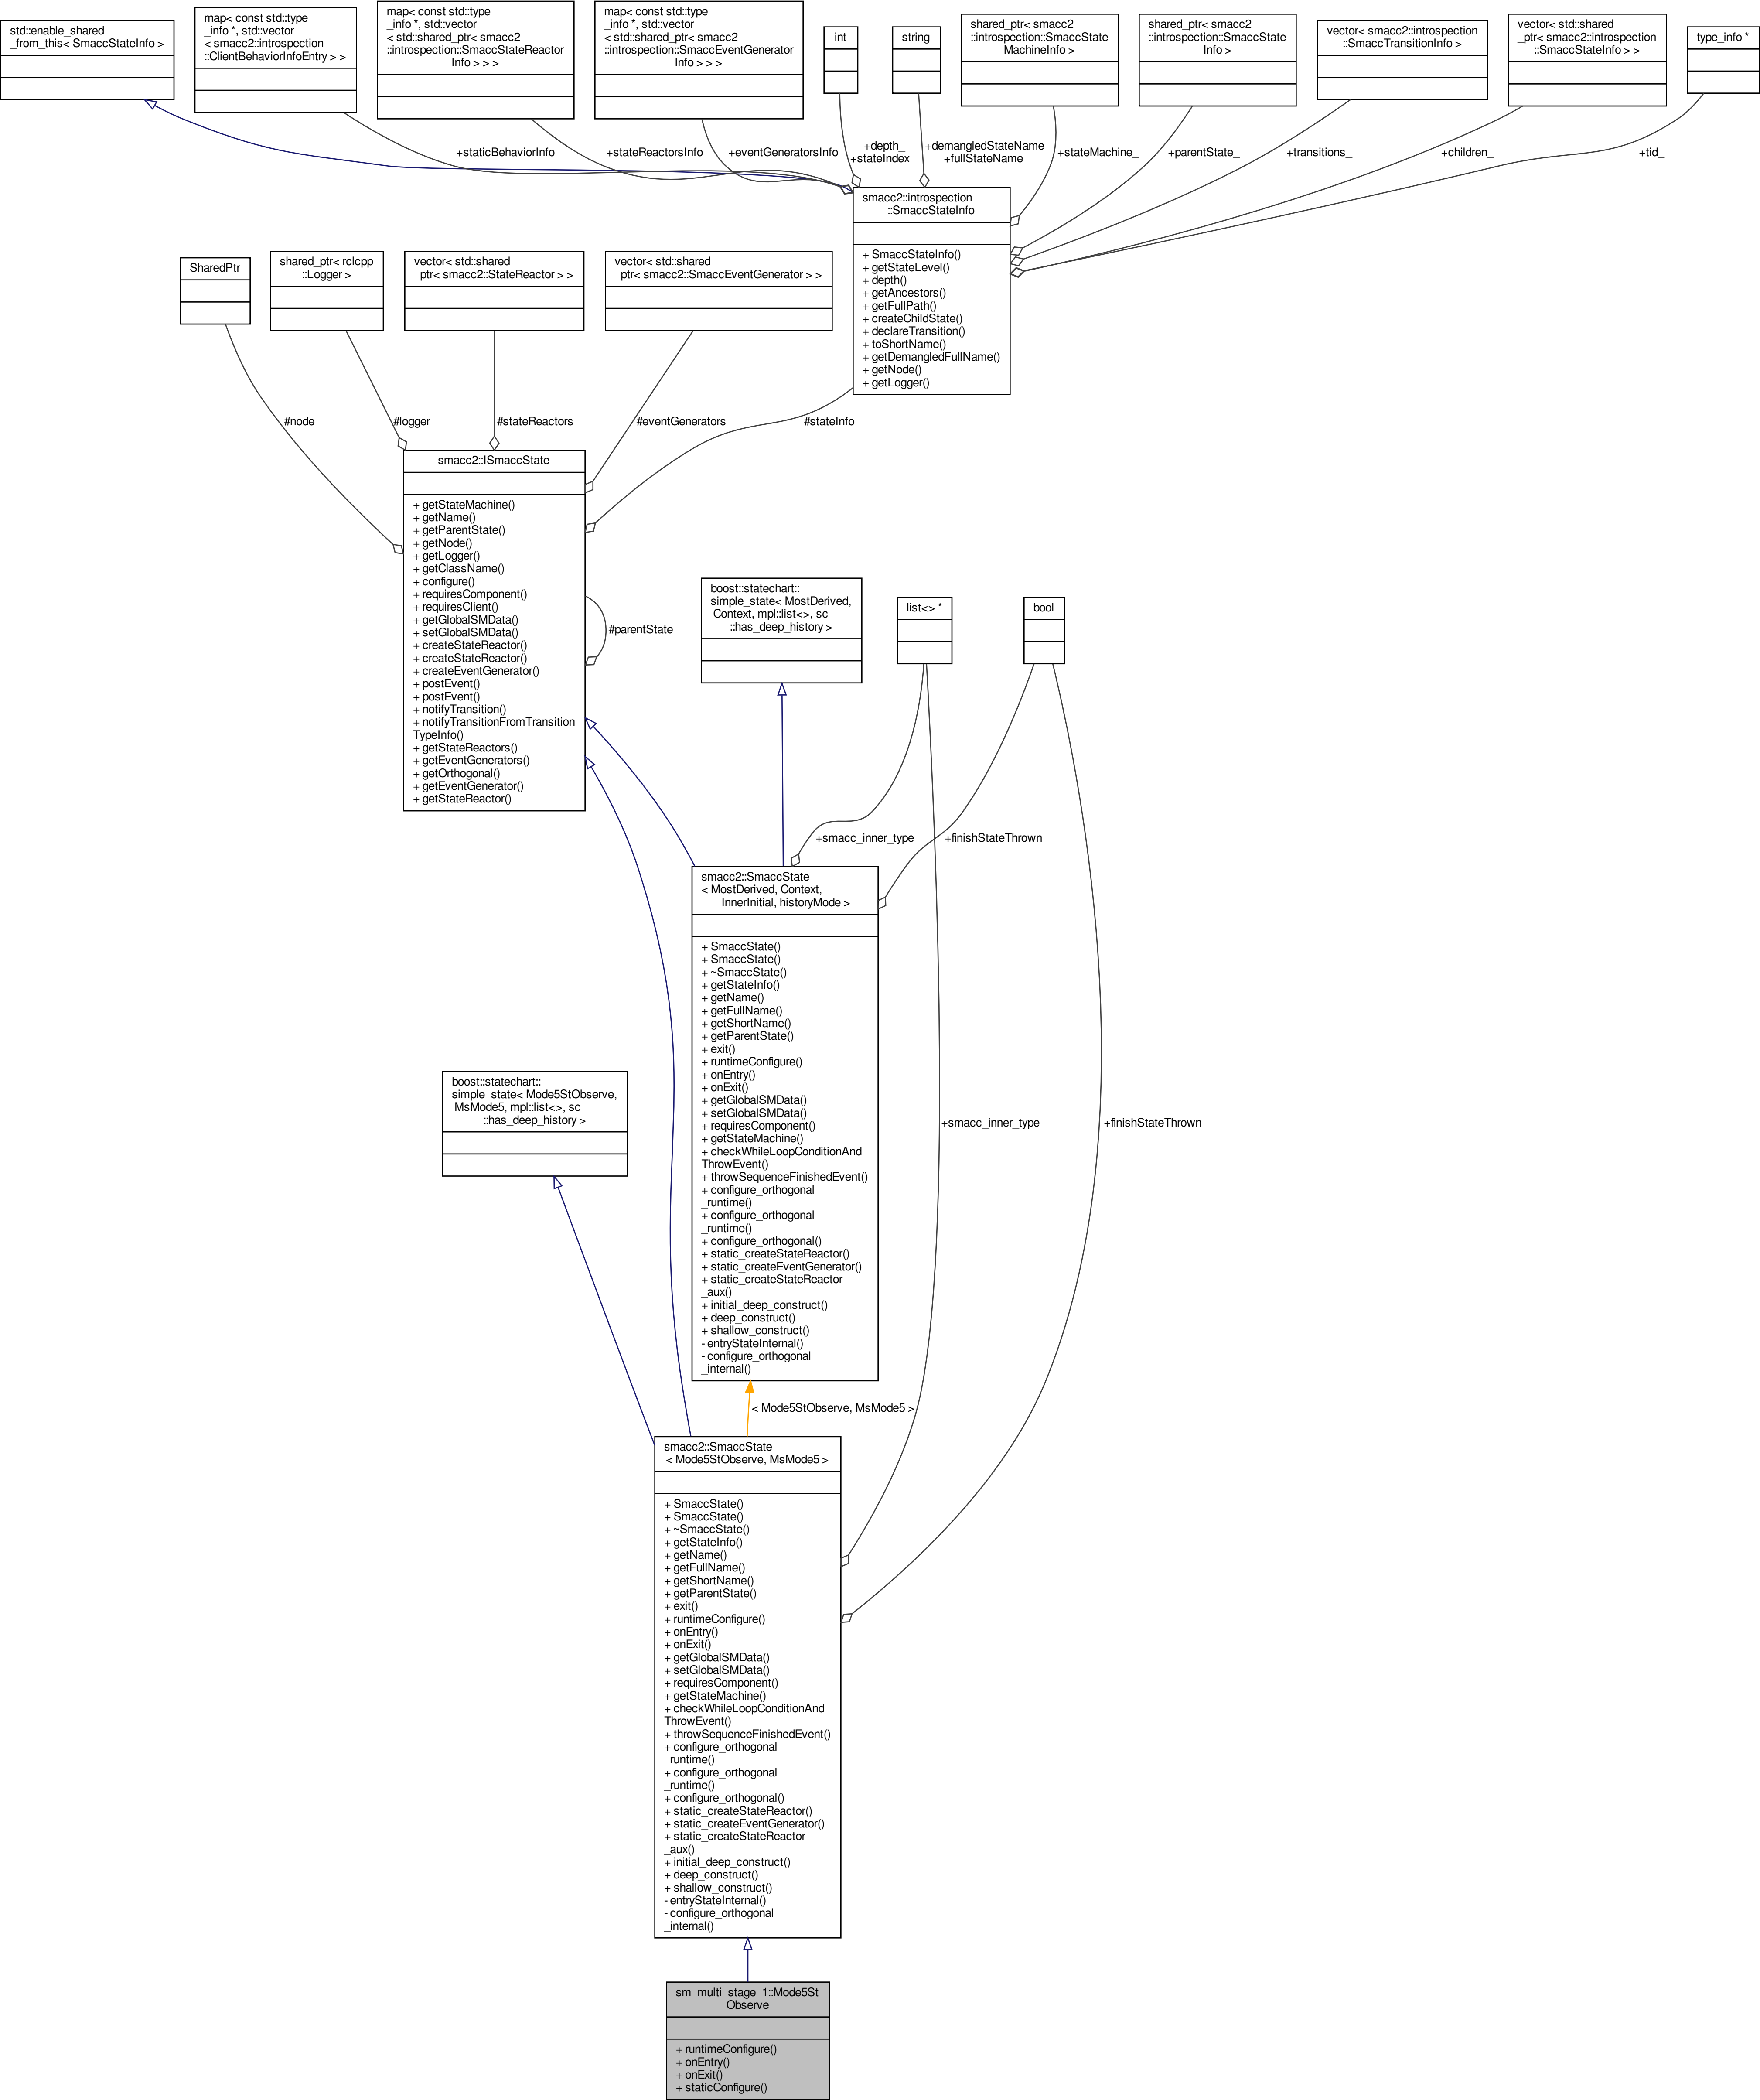 std::enable_shared
_from_this< SmaccStateInfo >
map< const std::type
_info *, std::vector
< smacc2::introspection
::ClientBehaviorInfoEntry > >
map< const std::type
_info *, std::vector
< std::shared_ptr< smacc2
::introspection::SmaccStateReactor
Info > > >
map< const std::type
_info *, std::vector
< std::shared_ptr< smacc2
::introspection::SmaccEventGenerator
Info > > >
int
string
shared_ptr< smacc2
::introspection::SmaccState
MachineInfo >
shared_ptr< smacc2
::introspection::SmaccState
Info >
vector< smacc2::introspection
::SmaccTransitionInfo >
vector< std::shared
_ptr< smacc2::introspection
::SmaccStateInfo > >
type_info *
+staticBehaviorInfo
+stateReactorsInfo
+eventGeneratorsInfo
+depth_
+stateIndex_
+demangledStateName
+fullStateName
+stateMachine_
+parentState_
+transitions_
+children_
+tid_
smacc2::introspection
::SmaccStateInfo
+ SmaccStateInfo()
+ getStateLevel()
+ depth()
+ getAncestors()
+ getFullPath()
+ createChildState()
+ declareTransition()
+ toShortName()
+ getDemangledFullName()
+ getNode()
+ getLogger()
SharedPtr
shared_ptr< rclcpp
::Logger >
vector< std::shared
_ptr< smacc2::StateReactor > >
vector< std::shared
_ptr< smacc2::SmaccEventGenerator > >
#node_
#logger_
#stateReactors_
#eventGenerators_
#stateInfo_
smacc2::ISmaccState
+ getStateMachine()
+ getName()
+ getParentState()
+ getNode()
+ getLogger()
+ getClassName()
+ configure()
+ requiresComponent()
+ requiresClient()
+ getGlobalSMData()
+ setGlobalSMData()
+ createStateReactor()
+ createStateReactor()
+ createEventGenerator()
+ postEvent()
+ postEvent()
+ notifyTransition()
+ notifyTransitionFromTransition
TypeInfo()
+ getStateReactors()
+ getEventGenerators()
+ getOrthogonal()
+ getEventGenerator()
+ getStateReactor()
#parentState_
boost::statechart::
simple_state< MostDerived,
Context, mpl::list<>, sc
::has_deep_history >
list<> *
bool
+smacc_inner_type
+finishStateThrown
smacc2::SmaccState
< MostDerived, Context,
InnerInitial, historyMode >
+ SmaccState()
+ SmaccState()
+ ~SmaccState()
+ getStateInfo()
+ getName()
+ getFullName()
+ getShortName()
+ getParentState()
+ exit()
+ runtimeConfigure()
+ onEntry()
+ onExit()
+ getGlobalSMData()
+ setGlobalSMData()
+ requiresComponent()
+ getStateMachine()
+ checkWhileLoopConditionAnd
ThrowEvent()
+ throwSequenceFinishedEvent()
+ configure_orthogonal
_runtime()
+ configure_orthogonal
_runtime()
+ configure_orthogonal()
+ static_createStateReactor()
+ static_createEventGenerator()
+ static_createStateReactor
_aux()
+ initial_deep_construct()
+ deep_construct()
+ shallow_construct()
- entryStateInternal()
- configure_orthogonal
_internal()
boost::statechart::
simple_state< Mode5StObserve,
MsMode5, mpl::list<>, sc
::has_deep_history >
+smacc_inner_type
+finishStateThrown
< Mode5StObserve, MsMode5 >
smacc2::SmaccState
< Mode5StObserve, MsMode5 >
+ SmaccState()
+ SmaccState()
+ ~SmaccState()
+ getStateInfo()
+ getName()
+ getFullName()
+ getShortName()
+ getParentState()
+ exit()
+ runtimeConfigure()
+ onEntry()
+ onExit()
+ getGlobalSMData()
+ setGlobalSMData()
+ requiresComponent()
+ getStateMachine()
+ checkWhileLoopConditionAnd
ThrowEvent()
+ throwSequenceFinishedEvent()
+ configure_orthogonal
_runtime()
+ configure_orthogonal
_runtime()
+ configure_orthogonal()
+ static_createStateReactor()
+ static_createEventGenerator()
+ static_createStateReactor
_aux()
+ initial_deep_construct()
+ deep_construct()
+ shallow_construct()
- entryStateInternal()
- configure_orthogonal
_internal()
sm_multi_stage_1::Mode5St
Observe
+ runtimeConfigure()
+ onEntry()
+ onExit()
+ staticConfigure()